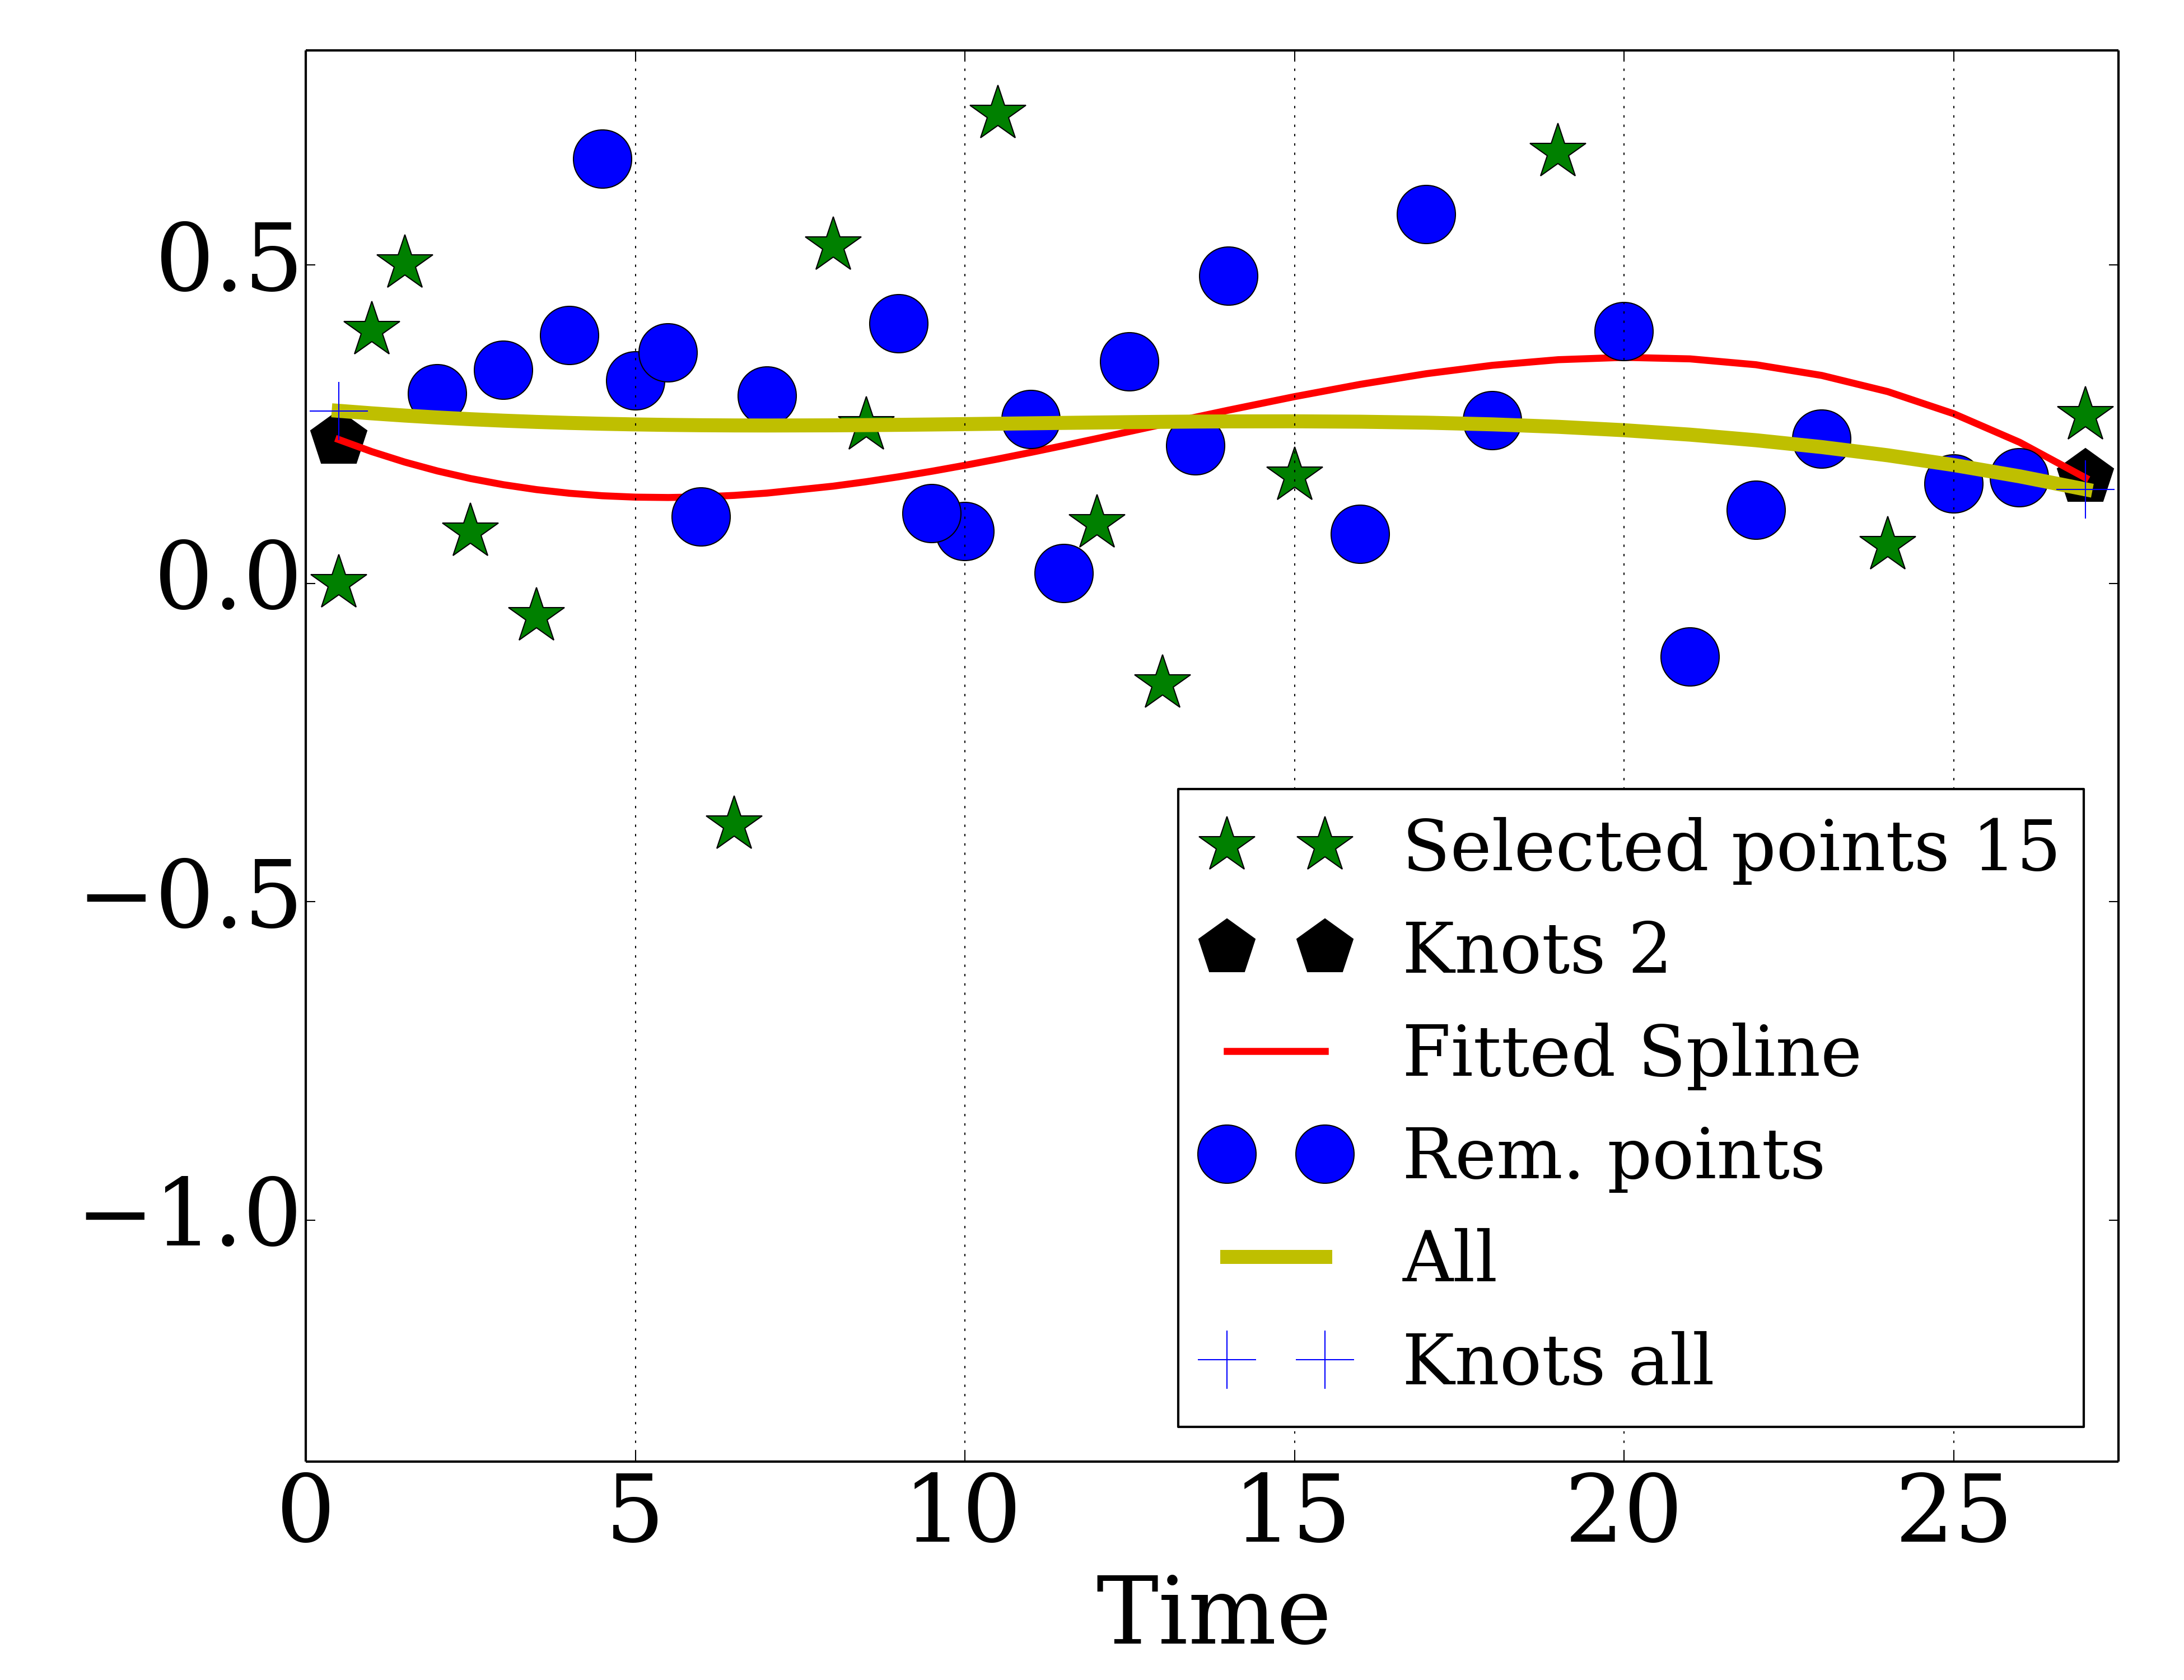 0.5
0.0
−0.5
−1.0
Selected points 15
Knots 2
Fitted Spline
Rem. points
All
Knots all
0 5 10 15 20 25
Time